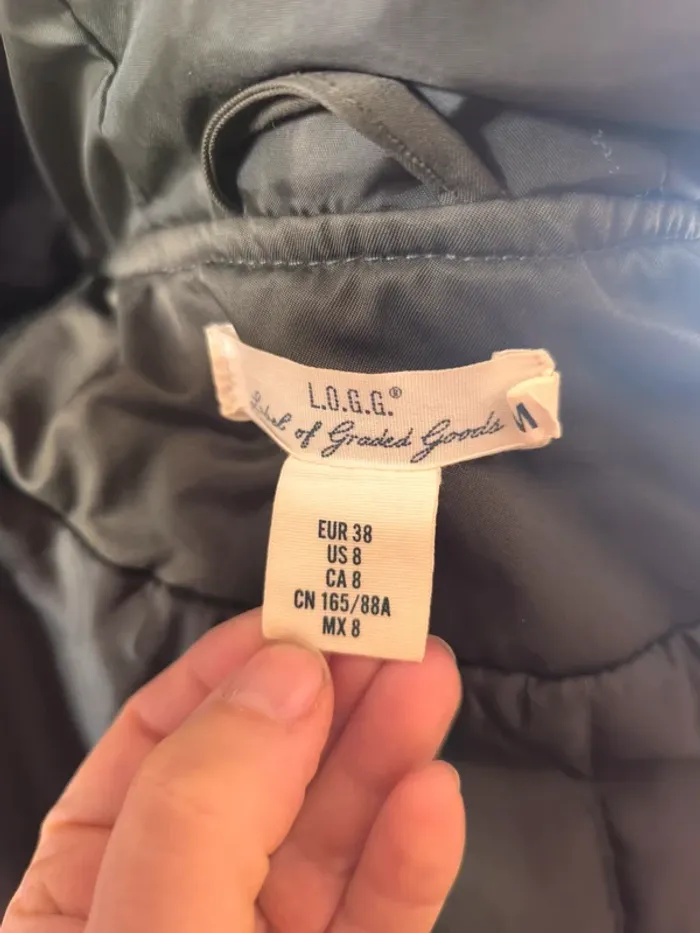 L.O.G.G.®
Label of Graded Goods
EUR 38
US 8
CA 8
CN 165/88A
MX 8